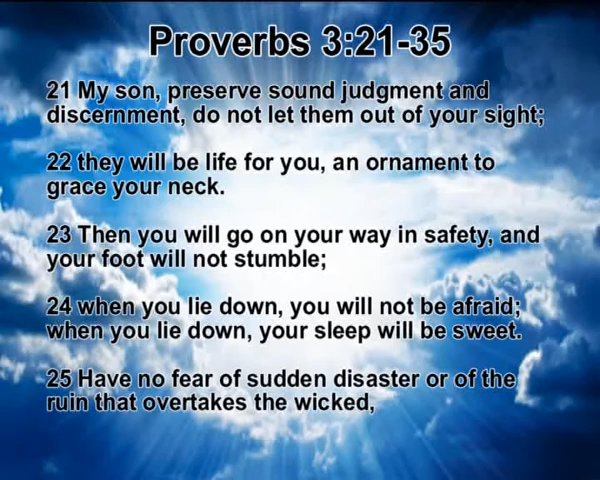 Proverbs 3:21-35
21 My son, preserve sound judgment and
discernment, do not let them out of your sight;
22 they will be life for you, an ornament to
grace your neck.
23 Then you will go on your way in safety, and
your foot will not stumble;
24 when you lie down, you will not be afraid;
when you lie down, your sleep will be sweet.
25 Have no fear of sudden disaster or of the
ruin that overtakes the wicked,